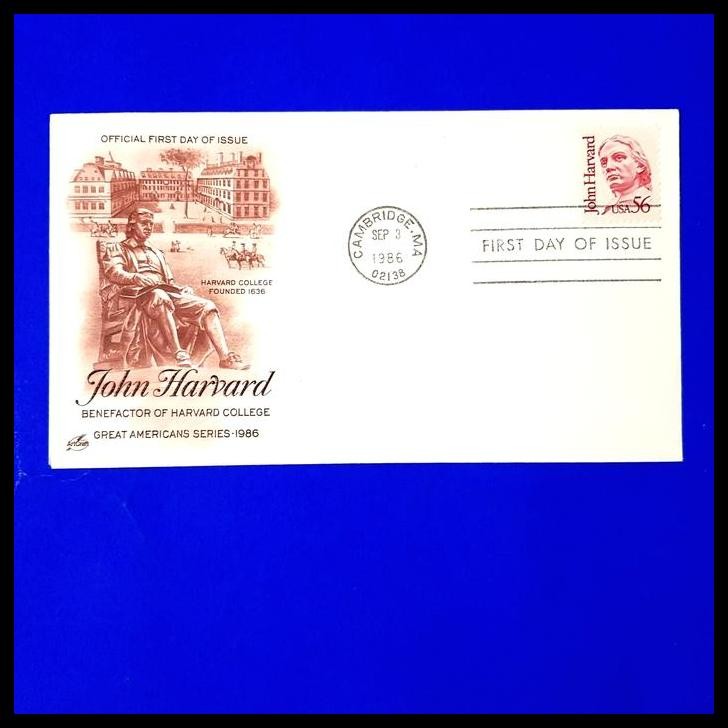 OFFICIAL FIRST DAY OF ISSUE
HARVARD COLLEGE
FOUNDED 1636
John Harvard
BENEFACTOR OF HARVARD COLLEGE
GREAT AMERICANS SERIES-1986
ArtCraft
CAMBRIDGE, MA
SEP 3
1986
02138
John Harvard
USA 56
FIRST DAY OF ISSUE